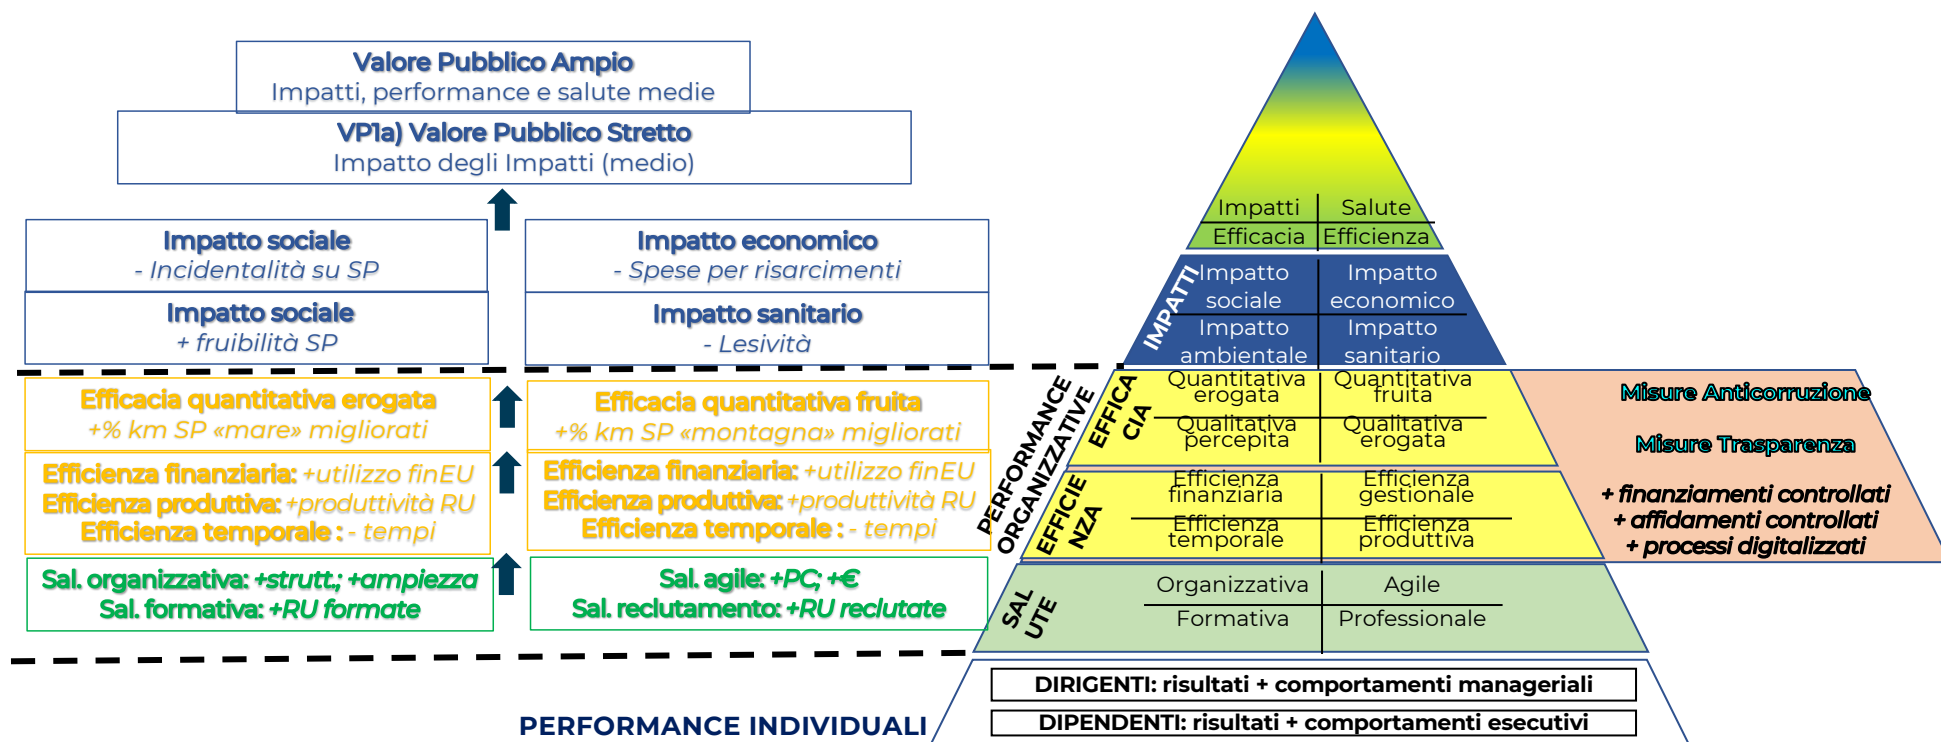 Valore Pubblico Ampio
Impatti, performance e salute medie
VP1a) Valore Pubblico Stretto
Impatto degli Impatti (medio)
Impatto sociale
- Incidentalità su SP
Impatto economico
- Spese per risarcimenti
Impatto sociale
+ fruibilità SP
Impatto sanitario
- Lesività
Efficacia quantitativa erogata
+% km SP «mare» migliorati
Efficacia quantitativa fruita
+% km SP «montagna» migliorati
Efficienza finanziaria: +utilizzo finEU
Efficienza produttiva: +produttività RU
Efficienza temporale : - tempi
Efficienza finanziaria: +utilizzo finEU
Efficienza produttiva: +produttività RU
Efficienza temporale : - tempi
Sal. organizzativa: +strutt.; +ampiezza
Sal. formativa: +RU formate
Sal. agile: +PC; +€
Sal. reclutamento: +RU reclutate
Impatti
Salute
Efficacia
Efficienza
IMPATTI
Impatto
sociale
Impatto
economico
Impatto
ambientale
Impatto
sanitario
PERFORMANCE
ORGANIZZATIVE
EFFICA
CIA
Quantitativa
erogata
Quantitativa
fruita
Qualitativa
percepita
Qualitativa
erogata
EFFICIE
NZA
Efficienza
finanziaria
Efficienza
gestionale
Efficienza
temporale
Efficienza
produttiva
SAL
UTE
Organizzativa
Agile
Formativa
Professionale
Misure Anticorruzione
Misure Trasparenza
+ finanziamenti controllati
+ affidamenti controllati
+ processi digitalizzati
PERFORMANCE INDIVIDUALI
DIRIGENTI: risultati + comportamenti manageriali
DIPENDENTI: risultati + comportamenti esecutivi